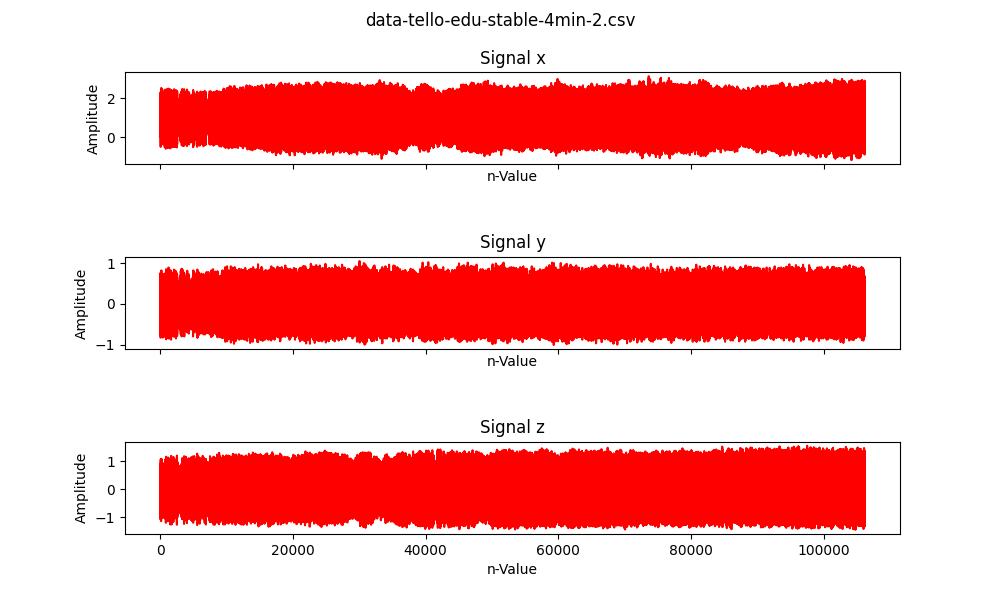 data-tello-edu-stable-4min-2.csv
Signal x
Amplitude
2
0
n-Value
Signal y
Amplitude
1
0
−1
n-Value
Signal z
Amplitude
1
0
−1
0 20000 40000 60000 80000 100000
n-Value